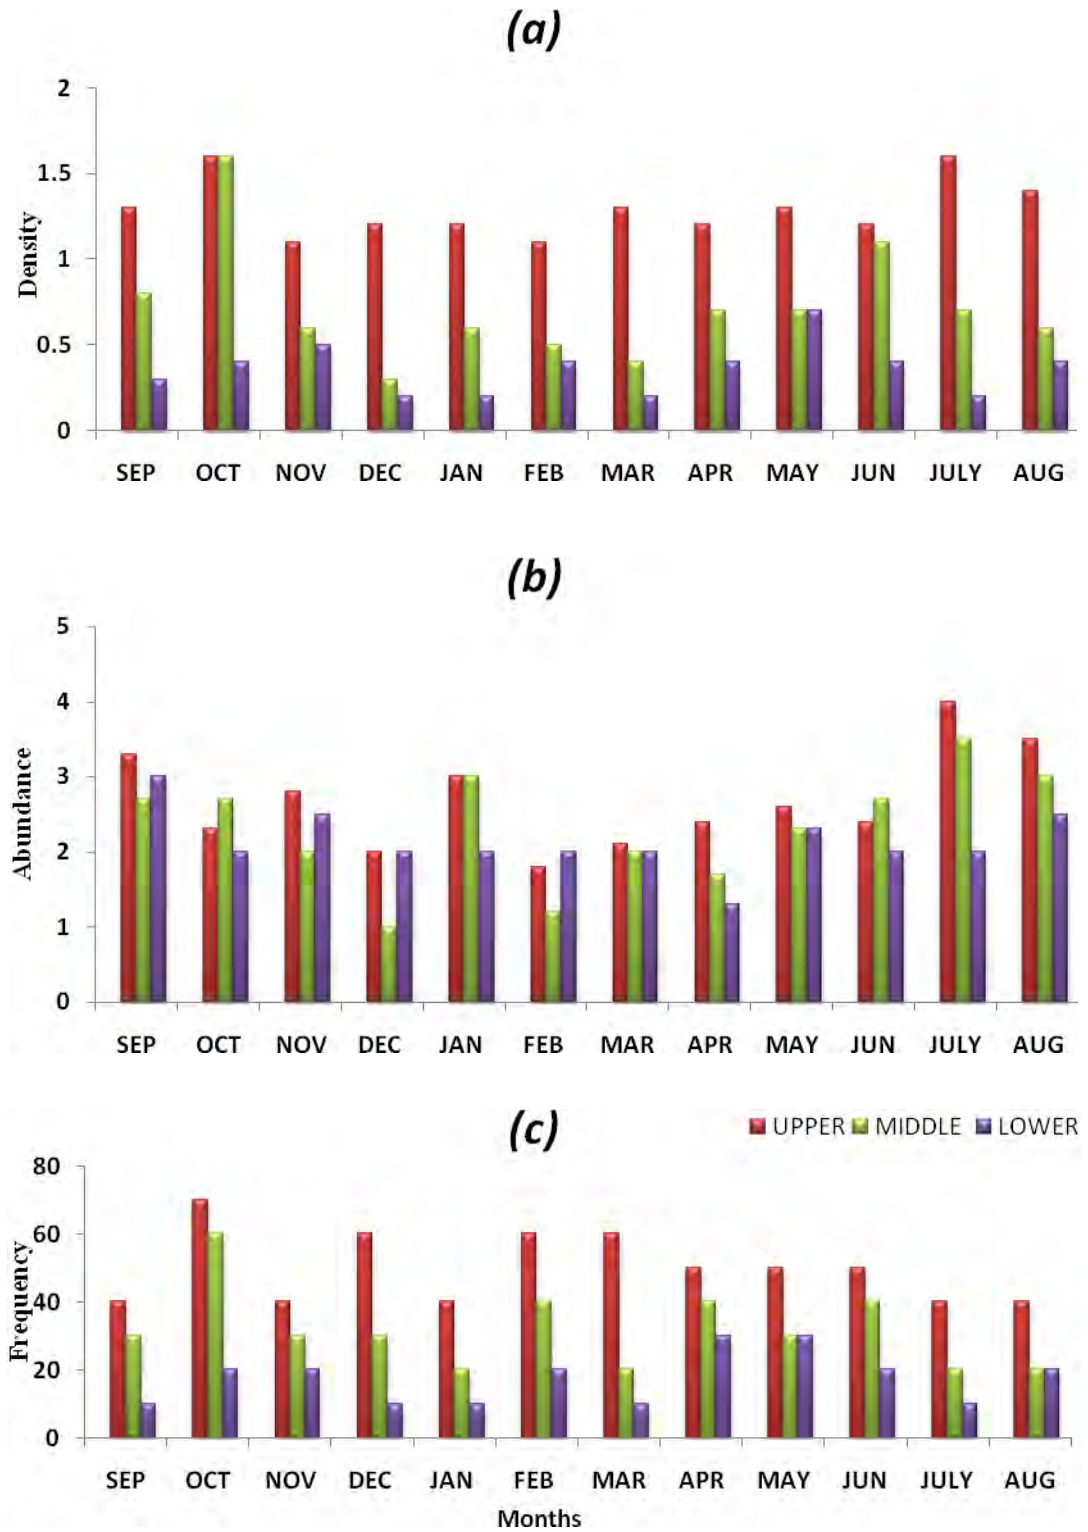 (a)
2
1.5
1
0.5
0
Density
SEP OCT NOV DEC JAN FEB MAR APR MAY JUN JULY AUG
(b)
5
4
3
2
1
0
Abundance
SEP OCT NOV DEC JAN FEB MAR APR MAY JUN JULY AUG
(c)
UPPER MIDDLE LOWER
80
60
40
20
0
Frequency
SEP OCT NOV DEC JAN FEB MAR APR MAY JUN JULY AUG
Months